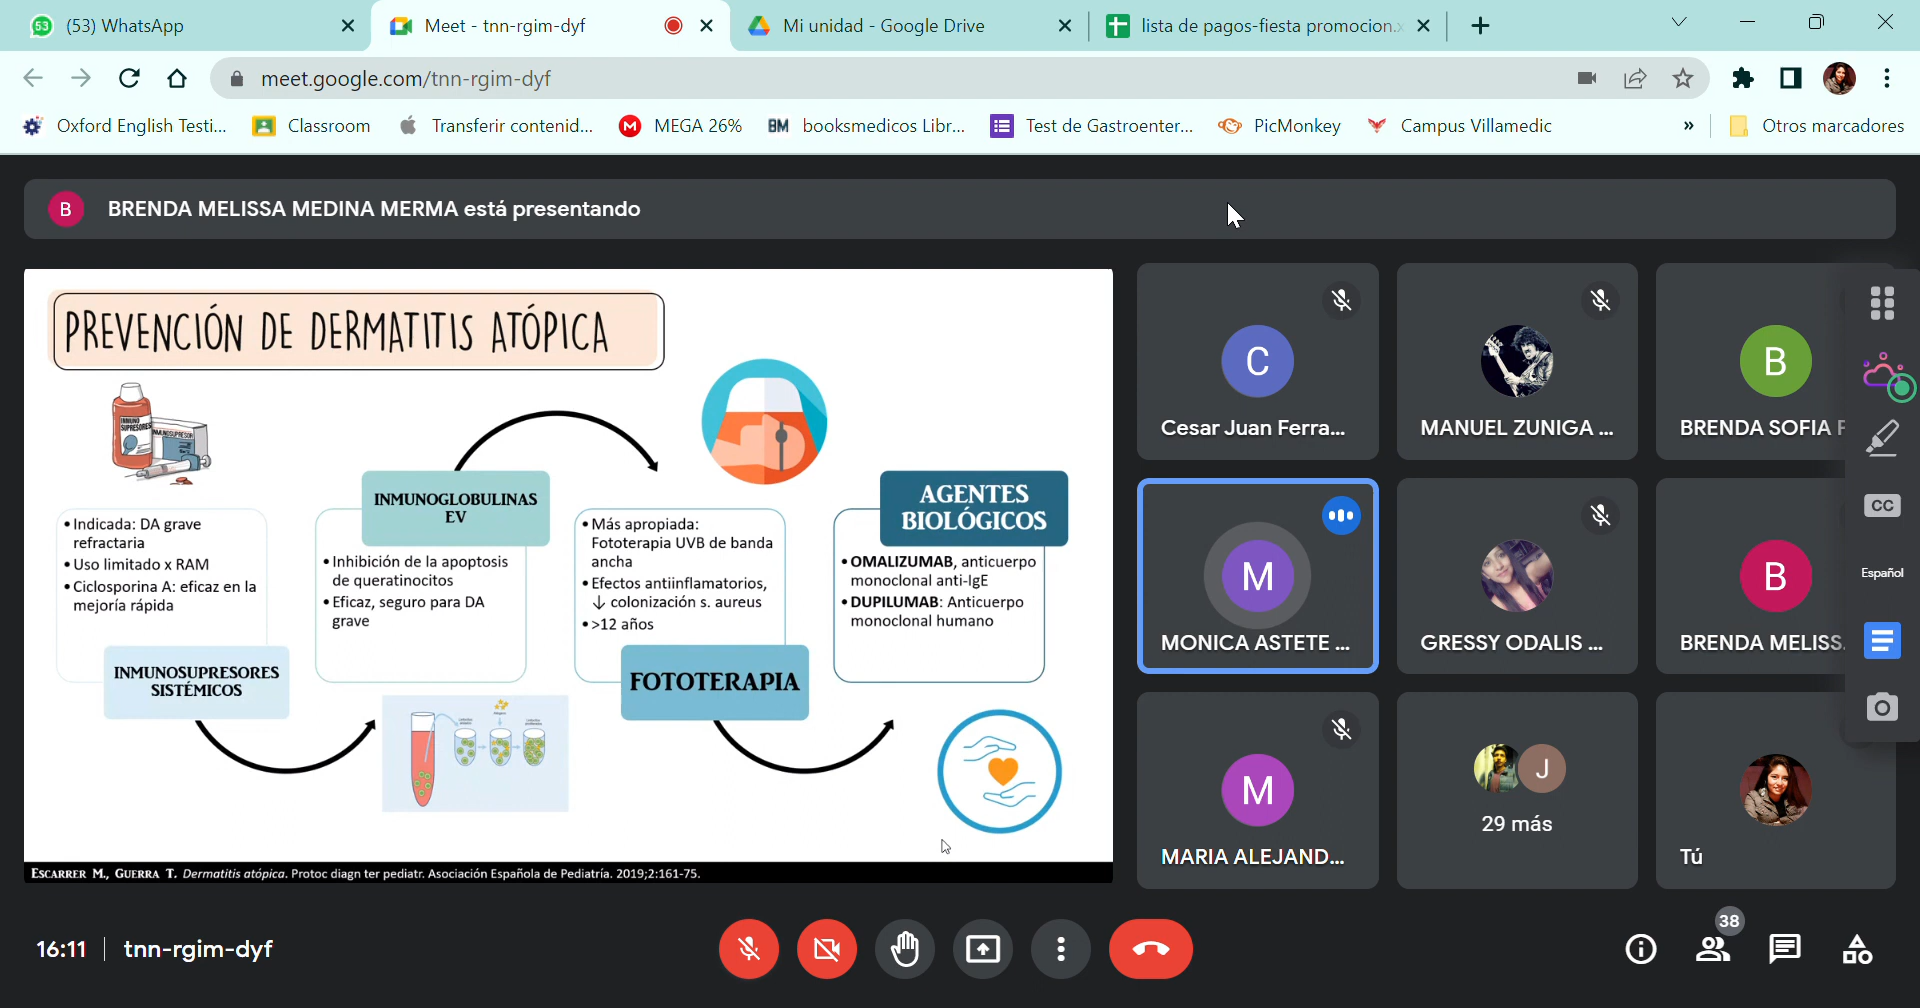 53
(53) WhatsApp
Meet - tnn-rgim-dyf
Mi unidad - Google Drive
lista de pagos-fiesta promocion.x
meet.google.com/tnn-rgim-dyf
Oxford English Testi...
Classroom
Transferir contenid...
MEGA 26%
BM booksmedicos Libr...
Test de Gastroenter...
PicMonkey
Campus Villamedic
»
Otros marcadores
B
BRENDA MELISSA MEDINA MERMA está presentando
PREVENCIÓN DE DERMATITIS ATÓPICA
INMUNO
SUPRESORES
INMUNOSUPRESOR
• Indicada: DA grave
refractaria
• Uso limitado x RAM
• Ciclosporina A: eficaz en la
mejoría rápida
INMUNOSUPRESORES
SISTÉMICOS
INMUNOGLOBULINAS
EV
• Inhibición de la apoptosis
de queratinocitos
• Eficaz, seguro para DA
grave
• Más apropiada:
Fototerapia UVB de banda
ancha
• Efectos antiinflamatorios,
↓ colonización s. aureus
• >12 años
FOTOTERAPIA
AGENTES
BIOLÓGICOS
• OMALIZUMAB, anticuerpo
monoclonal anti-IgE
• DUPILUMAB: Anticuerpo
monoclonal humano
ESCARRER M., GUERRA T. Dermatitis atópica. Protoc diagn ter pediatr. Asociación Española de Pediatría. 2019;2:161-75.
C
Cesar Juan Ferra...
MANUEL ZUNIGA ...
B
BRENDA SOFIA F
M
MONICA ASTETE ...
GRESSY ODALIS ...
B
BRENDA MELISS.
M
MARIA ALEJAND...
J
29 más
Tú
CC
Español
16:11
tnn-rgim-dyf
38